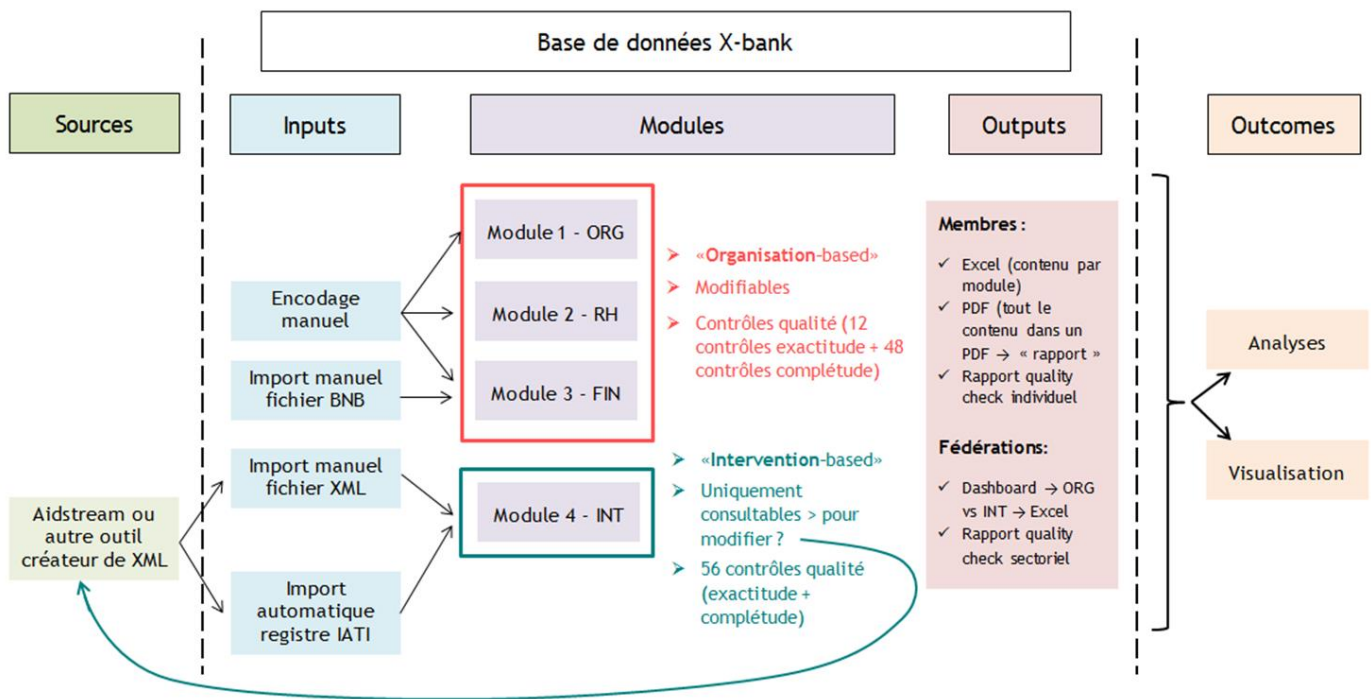 Base de données X-bank
Sources
Inputs
Modules
Outputs
Outcomes
Aidstream ou
autre outil
créateur de XML
Encodage
manuel
Import manuel
fichier BNB
Import manuel
fichier XML
Import
automatique
registre IATI
Module 1 - ORG
Module 2 - RH
Module 3 - FIN
Module 4 - INT
➢ «Organisation-based»
➢ Modifiables
➢ Contrôles qualité (12
contrôles exactitude + 48
contrôles complétude)
➢ «Intervention-based»
➢ Uniquement
consultables > pour
modifier ?
➢ 56 contrôles qualité
(exactitude +
complétude)
Membres :
✓ Excel (contenu par
module)
✓ PDF (tout le
contenu dans un
PDF → « rapport »
✓ Rapport quality
check individuel
Fédérations:
✓ Dashboard → ORG
vs INT → Excel
✓ Rapport quality
check sectoriel
Analyses
Visualisation